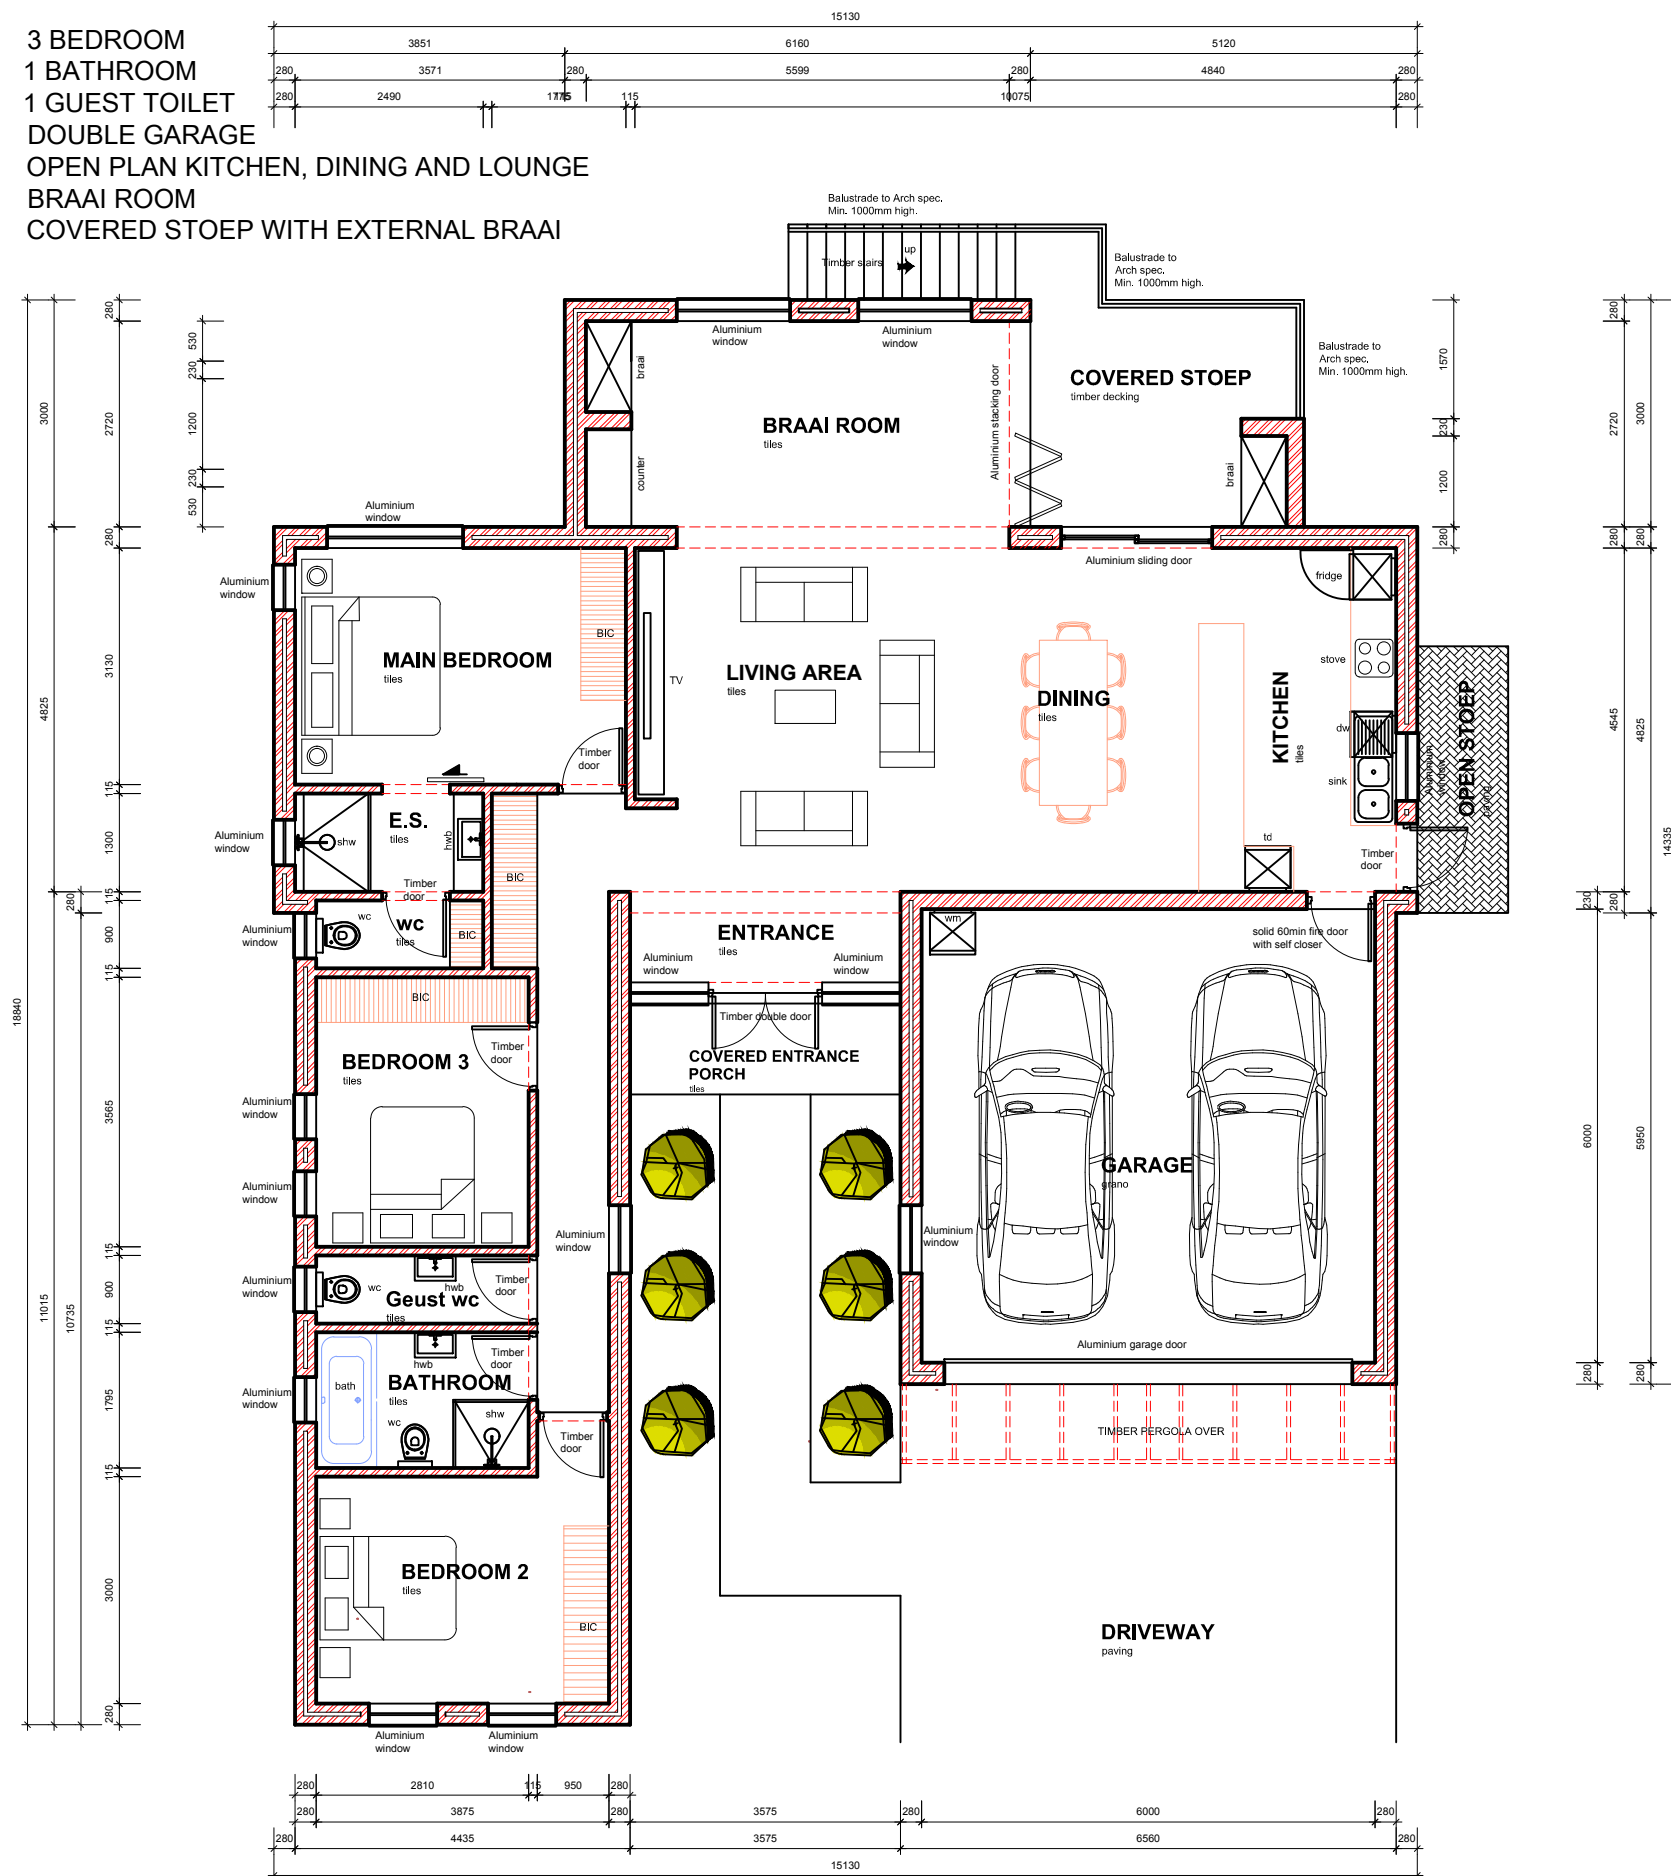 3 BEDROOM
1 BATHROOM
1 GUEST TOILET
DOUBLE GARAGE
OPEN PLAN KITCHEN, DINING AND LOUNGE
BRAAI ROOM
COVERED STOEP WITH EXTERNAL BRAAI
15130
3851 6160 5120
280 3571 280 5599 280 4840 280
280 2490 115 10075 280
Balustrade to Arch spec.
Min. 1000mm high.
Timber stairs
up
Balustrade to
Arch spec.
Min. 1000mm high.
Balustrade to
Arch spec.
Min. 1000mm high.
Aluminium
window
Aluminium
window
braai
counter
BRAAI ROOM
tiles
Aluminium stacking door
COVERED STOEP
timber decking
braai
Aluminium
window
Aluminium
window
Aluminium sliding door
fridge
BIC
MAIN BEDROOM
tiles
TV
LIVING AREA
tiles
DINING
tiles
KITCHEN
tiles
stove
dw
sink
Aluminium
window
OPEN STOEP
paving
Timber
door
td
Timber
door
Aluminium
window
shw
E.S.
tiles
hwb
Timber
door
BIC
Aluminium
window
wc
wc
tiles
BIC
ENTRANCE
tiles
Aluminium
window
Aluminium
window
Timber double door
COVERED ENTRANCE
PORCH
tiles
wm
solid 60min fire door
with self closer
BIC
BEDROOM 3
tiles
Timber
door
Aluminium
window
Aluminium
window
Aluminium
window
Aluminium
window
GARAGE
grano
Aluminium garage door
Aluminium
window
wc
hwb
Geust wc
tiles
Timber
door
Aluminium
window
bath
hwb
BATHROOM
tiles
wc
shw
Timber
door
Timber
door
TIMBER PERGOLA OVER
BEDROOM 2
tiles
BIC
DRIVEWAY
paving
Aluminium
window
Aluminium
window
18840
3000
4825
280
11015
10735
280
2720
280
3130
115
1300
115
900
115
3565
115
900
115
1795
115
3000
280
530
230
1200
230
530
1570
230
1200
280
280
2720
280
4545
230
6000
280
3000
280
4825
280
5950
280
14335
280 2810 115 950 280
280 3875 280 3575 280 6000 280
280 4435 3575 6560 280
15130